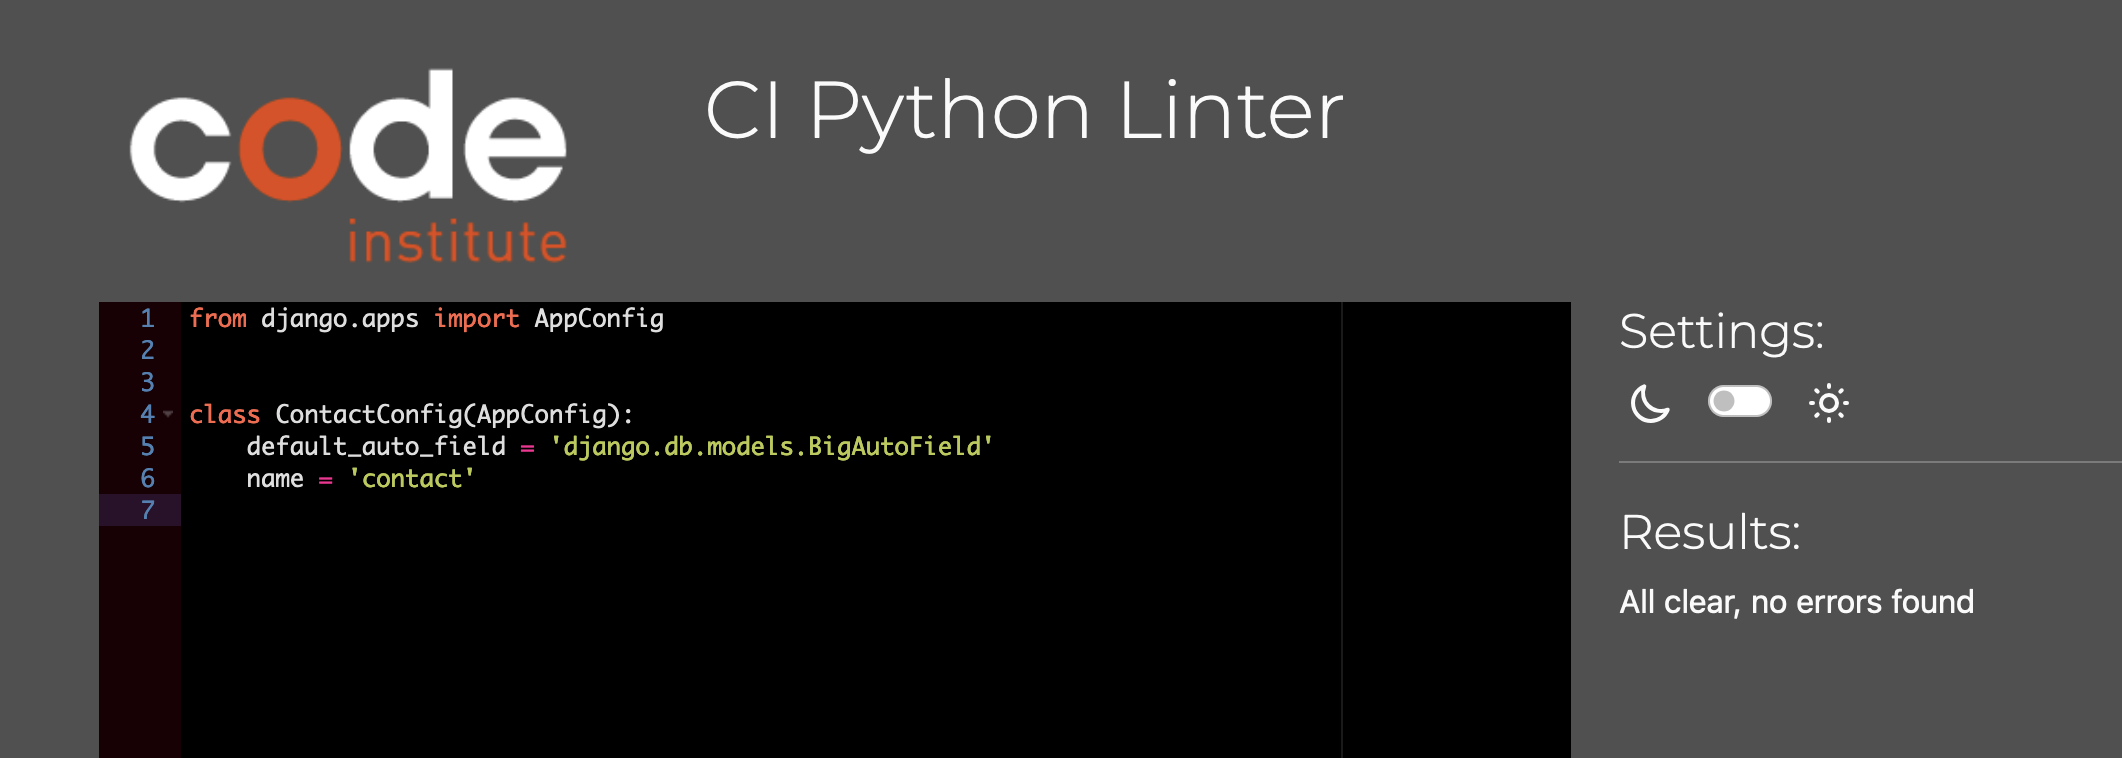 code
institute
CI Python Linter
1 from django.apps import AppConfig
2
3
4 class ContactConfig(AppConfig):
5     default_auto_field = 'django.db.models.BigAutoField'
6     name = 'contact'
7
Settings:
Results:
All clear, no errors found